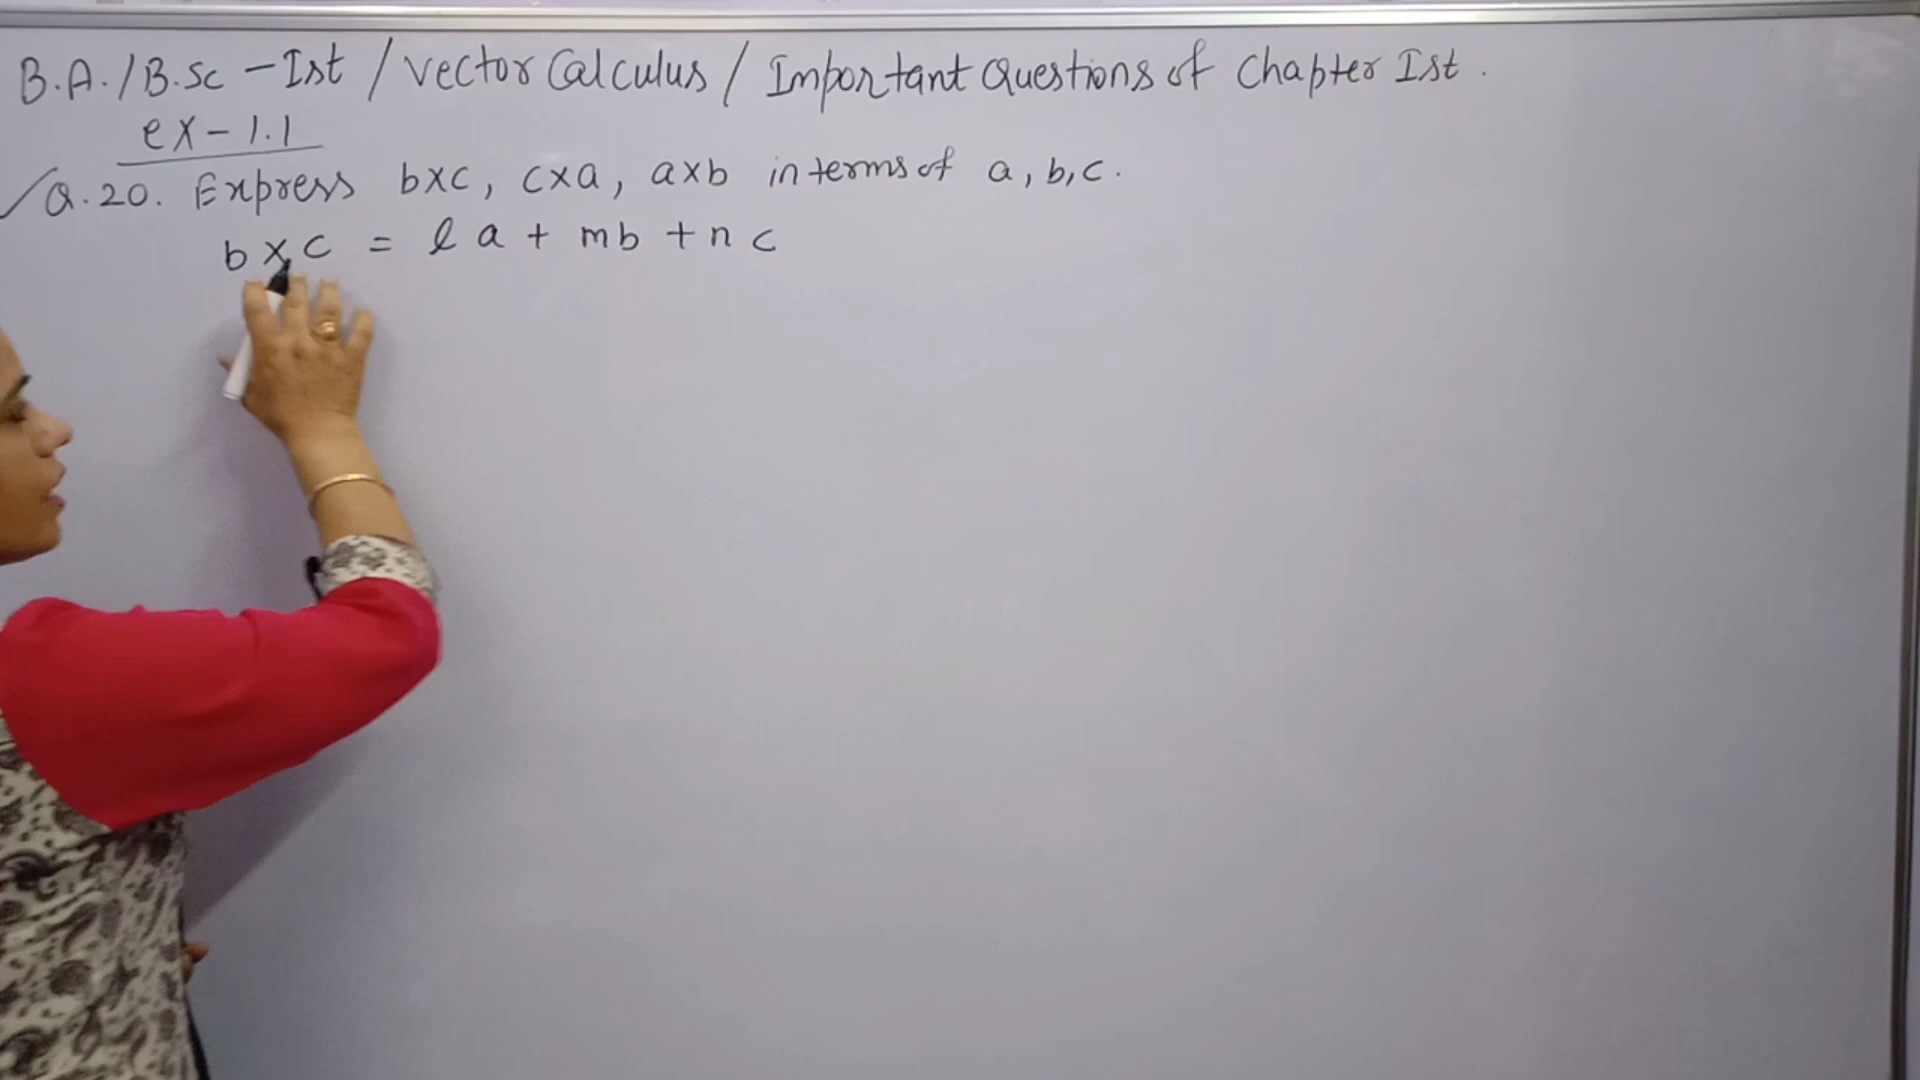 B.A./B.Sc - Ist / Vector Calculus / Important Questions of Chapter Ist.
ex - 1.1
Q.20. Express b×c, c×a, a×b in terms of a, b, c.
b×c = l a + mb + n c